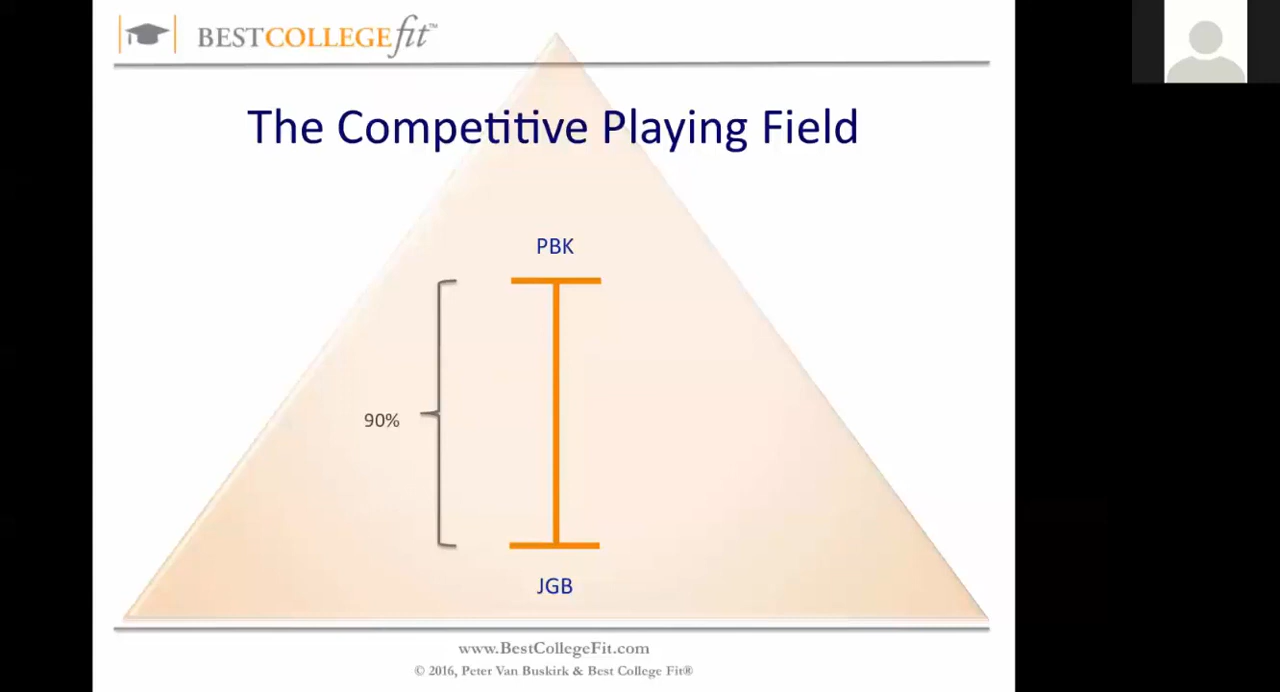 BESTCOLLEGEfit™
The Competitive Playing Field
PBK
90%
JGB
www.BestCollegeFit.com
© 2016, Peter Van Buskirk & Best College Fit®